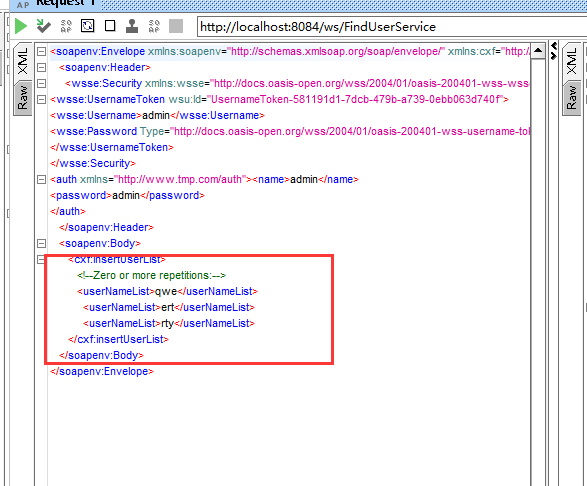 Request 1
http://localhost:8084/ws/FindUserService
XML
Raw
<soapenv:Envelope xmlns:soapenv="http://schemas.xmlsoap.org/soap/envelope/" xmlns:cxf="http://
<soapenv:Header>
<wsse:Security xmlns:wsse="http://docs.oasis-open.org/wss/2004/01/oasis-200401-wss-wss
<wsse:UsernameToken wsu:Id="UsernameToken-581191d1-7dcb-479b-a739-0ebb063d740f">
<wsse:Username>admin</wsse:Username>
<wsse:Password Type="http://docs.oasis-open.org/wss/2004/01/oasis-200401-wss-username-tok
</wsse:UsernameToken>
</wsse:Security>
<auth xmlns="http://www.tmp.com/auth"><name>admin</name>
<password>admin</password>
</auth>
</soapenv:Header>
<soapenv:Body>
<cxf:insertUserList>
<!--Zero or more repetitions:-->
<userNameList>qwe</userNameList>
<userNameList>ert</userNameList>
<userNameList>rty</userNameList>
</cxf:insertUserList>
</soapenv:Body>
</soapenv:Envelope>
XML
Raw